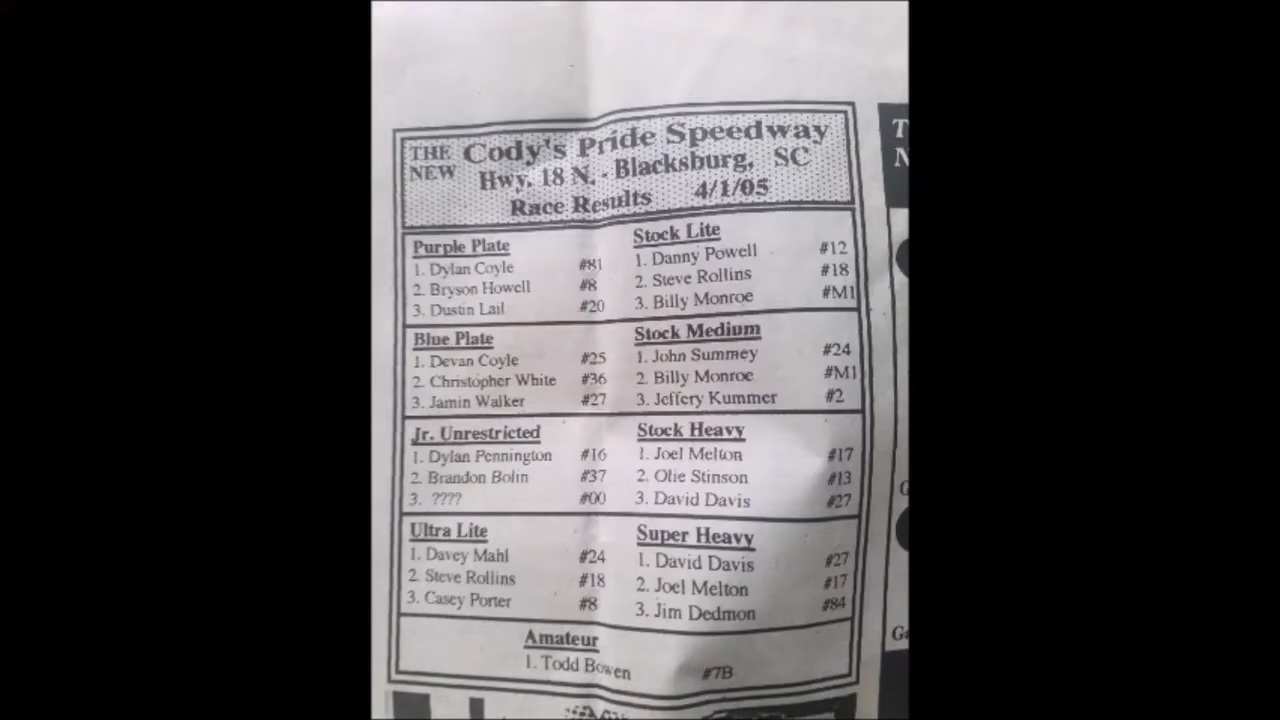 THE NEW Cody's Pride Speedway
Hwy. 18 N. - Blacksburg, SC
Race Results 4/1/05
Purple Plate
1. Dylan Coyle #81
2. Bryson Howell #8
3. Dustin Lail #20
Stock Lite
1. Danny Powell #12
2. Steve Rollins #18
3. Billy Monroe #M1
Blue Plate
1. Devan Coyle #25
2. Christopher White #36
3. Jamin Walker #27
Stock Medium
1. John Summey #24
2. Billy Monroe #M1
3. Jeffery Kummer #2
Jr. Unrestricted
1. Dylan Pennington #16
2. Brandon Bolin #37
3. ???? #00
Stock Heavy
1. Joel Melton #17
2. Olie Stinson #13
3. David Davis #27
Ultra Lite
1. Davey Mahl #24
2. Steve Rollins #18
3. Casey Porter #8
Super Heavy
1. David Davis #27
2. Joel Melton #17
3. Jim Dedmon #84
Amateur
1. Todd Bowen #7B